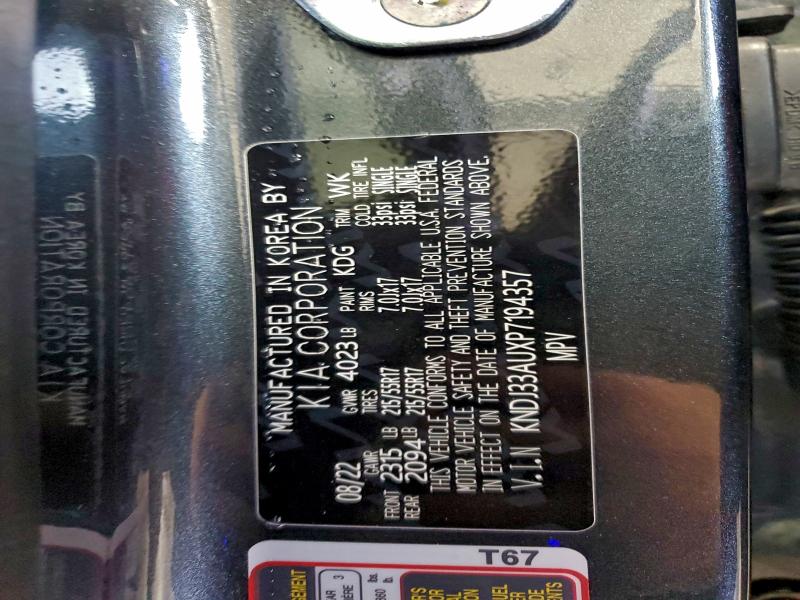 MANUFACTURED IN KOREA BY
KIA CORPORATION
08/22 GVWR 4023 LB PAINT KDG TRIM WK
GAWR TIRES RIMS COLD TIRE INFL
FRONT 2315 LB 215/55R17 7.0Jx17 33psi SINGLE
REAR 2094 LB 215/55R17 7.0Jx17 33psi SINGLE
THIS VEHICLE CONFORMS TO ALL APPLICABLE U.S.A. FEDERAL
MOTOR VEHICLE SAFETY AND THEFT PREVENTION STANDARDS
IN EFFECT ON THE DATE OF MANUFACTURE SHOWN ABOVE.
V.I.N KNDJ33AUXP7194357
MPV
T67